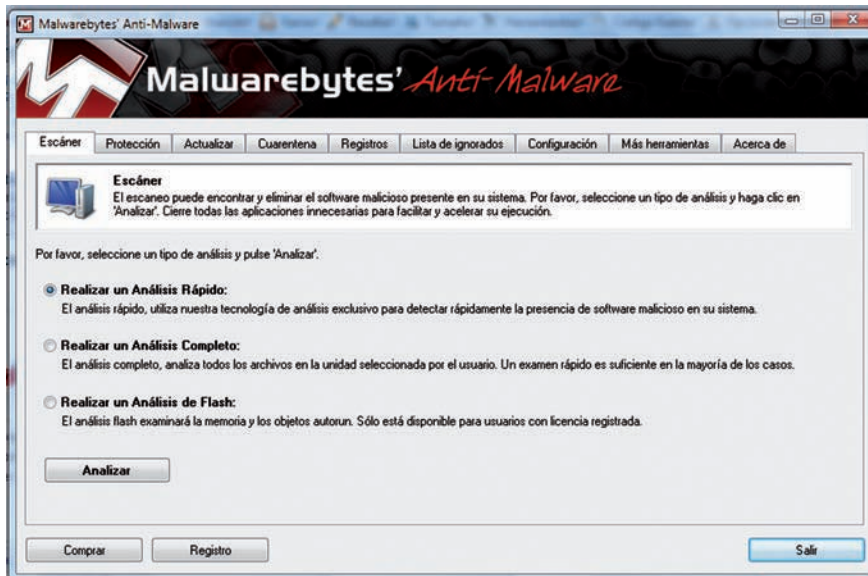 Malwarebytes' Anti-Malware
Malwarebytes' Anti-Malware
Escáner Protección Actualizar Cuarentena Registros Lista de ignorados Configuración Más herramientas Acerca de
Escáner
El escaneo puede encontrar y eliminar el software malicioso presente en su sistema. Por favor, seleccione un tipo de análisis y haga clic en
'Analizar'. Cierre todas las aplicaciones innecesarias para facilitar y acelerar su ejecución.
Por favor, seleccione un tipo de análisis y pulse 'Analizar'.
Realizar un Análisis Rápido:
El análisis rápido, utiliza nuestra tecnología de análisis exclusivo para detectar rápidamente la presencia de software malicioso en su sistema.
Realizar un Análisis Completo:
El análisis completo, analiza todos los archivos en la unidad seleccionada por el usuario. Un examen rápido es suficiente en la mayoría de los casos.
Realizar un Análisis de Flash:
El análisis flash examinará la memoria y los objetos autorun. Sólo está disponible para usuarios con licencia registrada.
Analizar
Comprar Registro Salir